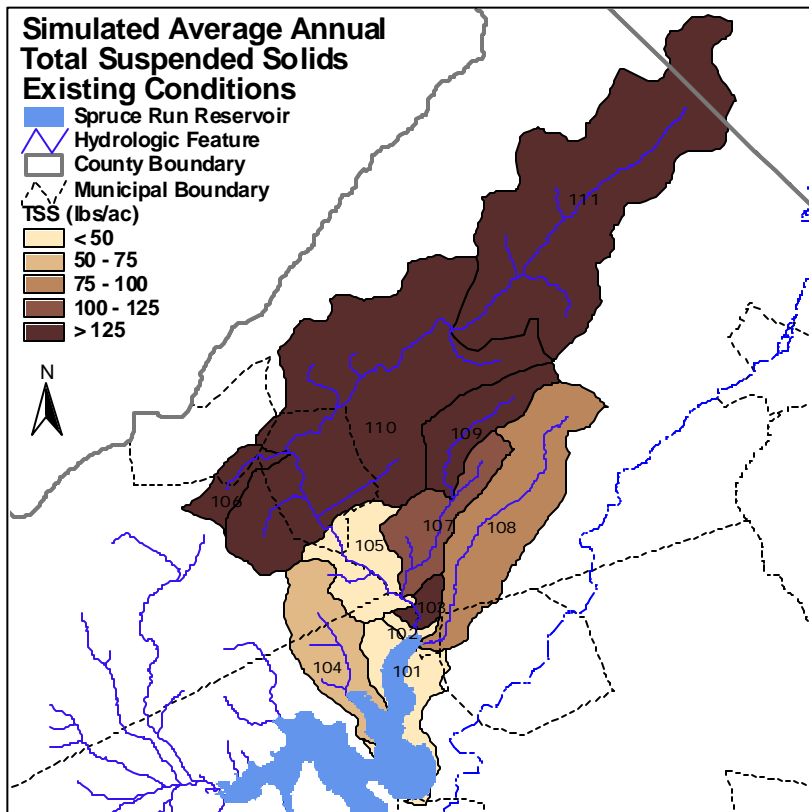 Simulated Average Annual
Total Suspended Solids
Existing Conditions
Spruce Run Reservoir
Hydrologic Feature
County Boundary
Municipal Boundary
TSS (lbs/ac)
< 50
50 - 75
75 - 100
100 - 125
> 125
N
111
110
109
106
107
108
105
103
102
104
101